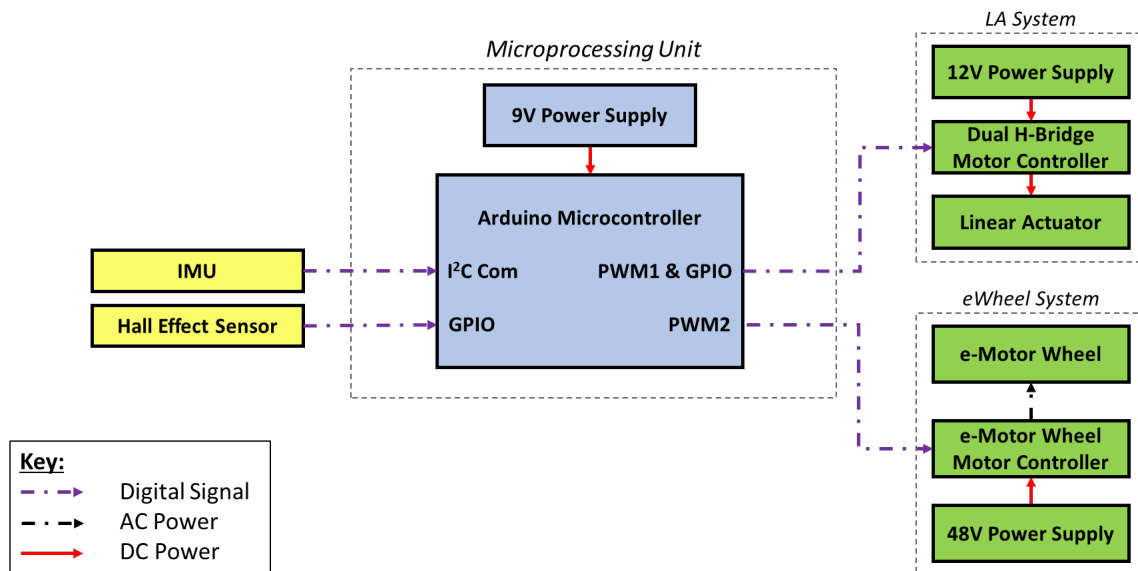 Microprocessing Unit
9V Power Supply
Arduino Microcontroller
I²C Com
PWM1 & GPIO
GPIO
PWM2
IMU
Hall Effect Sensor
LA System
12V Power Supply
Dual H-Bridge
Motor Controller
Linear Actuator
eWheel System
e-Motor Wheel
e-Motor Wheel
Motor Controller
48V Power Supply
Key:
Digital Signal
AC Power
DC Power